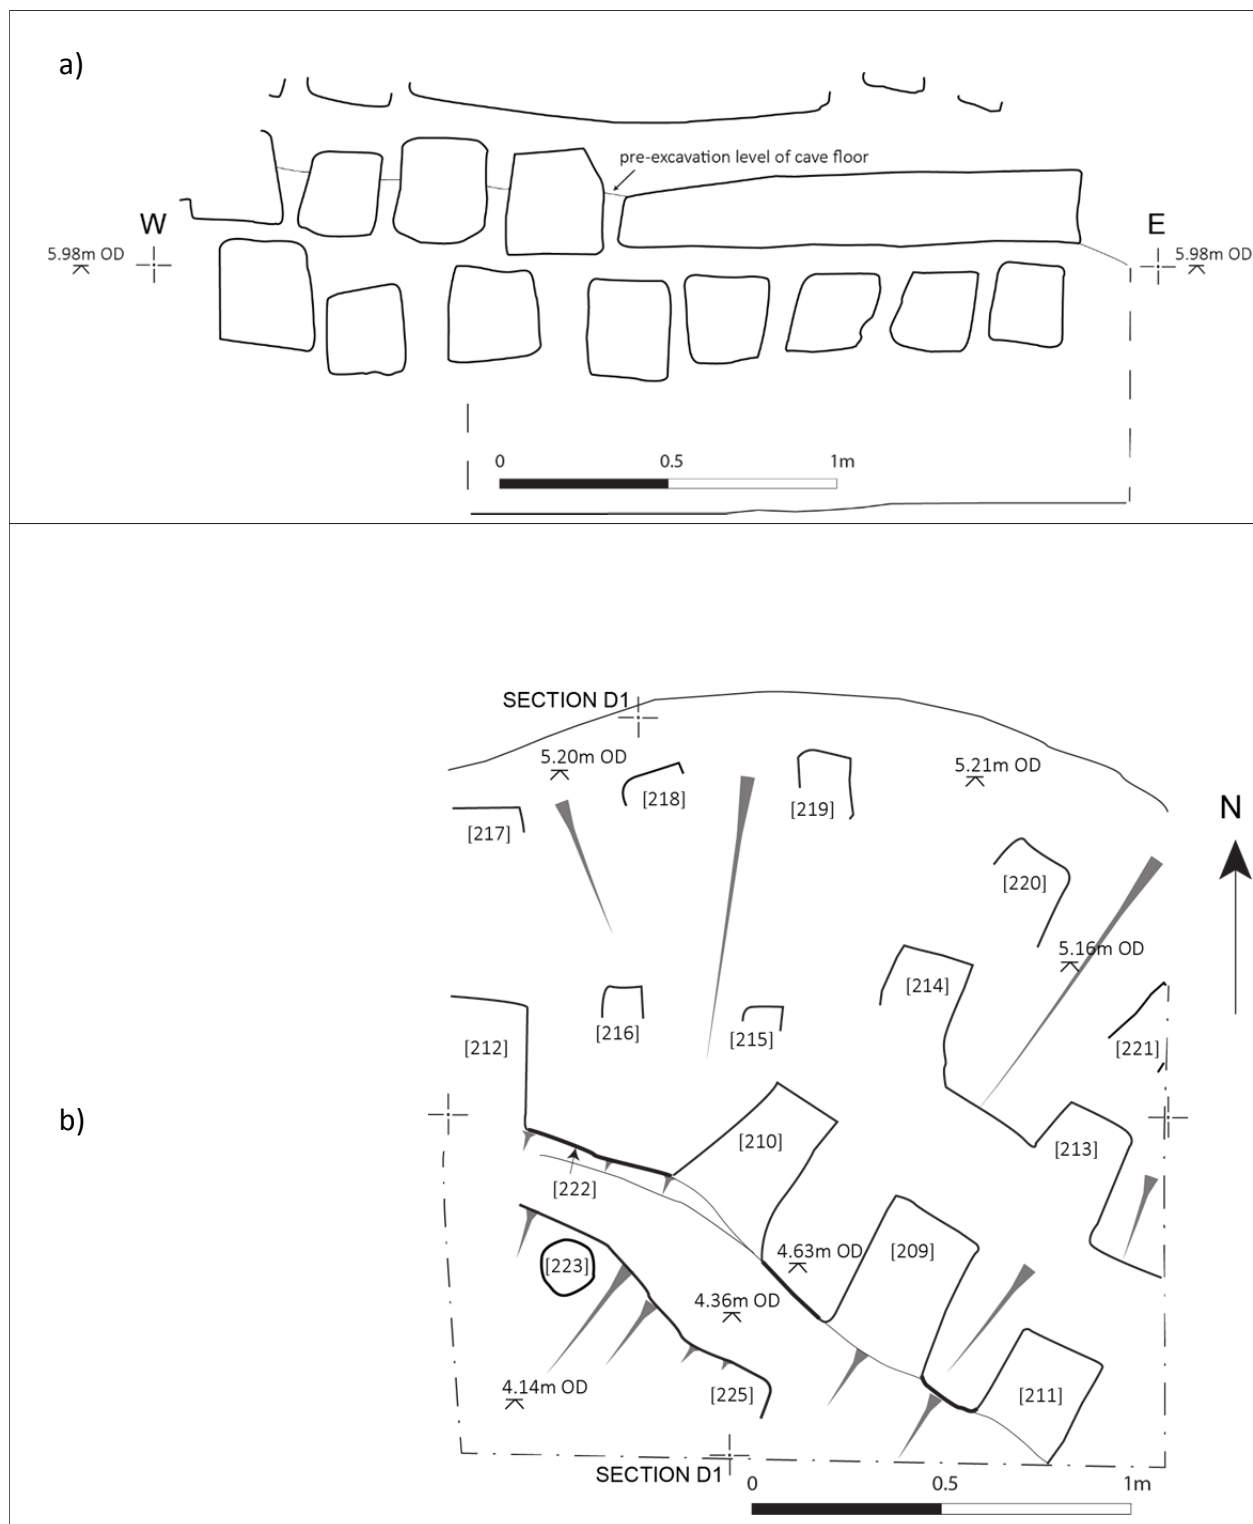 a)
pre-excavation level of cave floor
W
E
5.98m OD
5.98m OD
0 0.5 1m
SECTION D1
5.20m OD
5.21m OD
[218]
[219]
[217]
N
[220]
5.16m OD
[214]
[216]
[215]
[212]
[221]
b)
[210]
[213]
[222]
4.63m OD
[209]
[223]
4.36m OD
4.14m OD
[225]
[211]
SECTION D1
0 0.5 1m